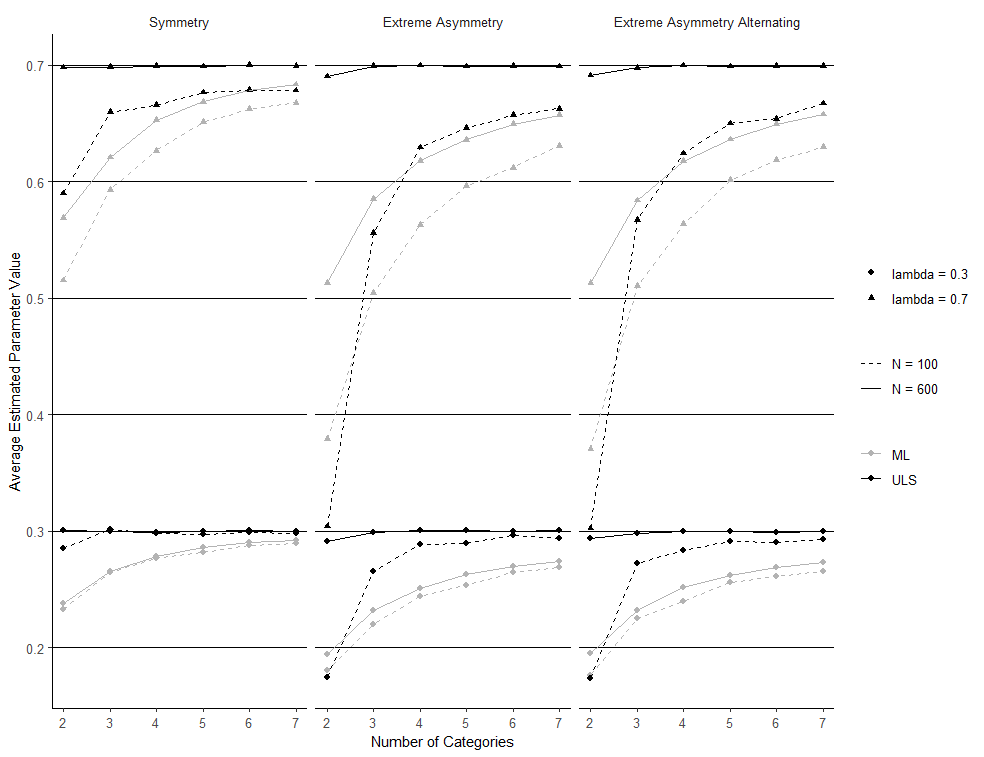 Symmetry Extreme Asymmetry Extreme Asymmetry Alternating
Average Estimated Parameter Value
0.7
0.6
0.5
0.4
0.3
0.2
2 3 4 5 6 7 2 3 4 5 6 7 2 3 4 5 6 7
Number of Categories
lambda = 0.3
lambda = 0.7
N = 100
N = 600
ML
ULS